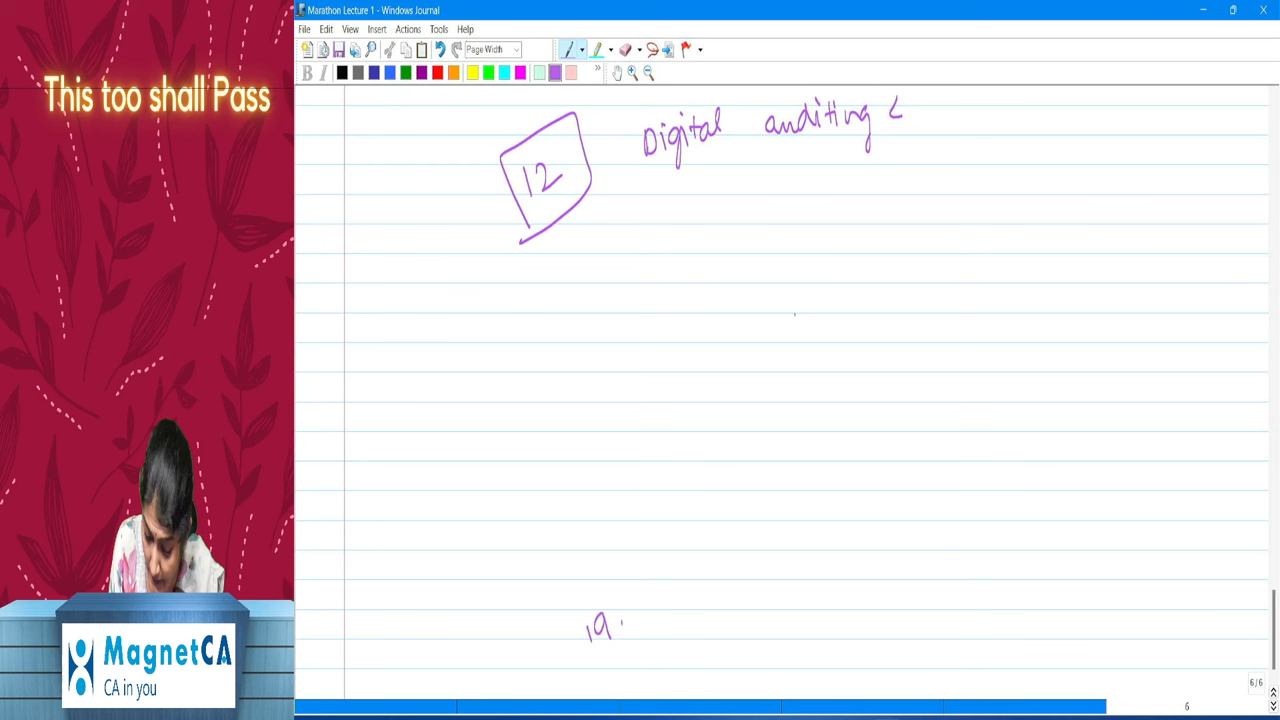 This too shall Pass
Marathon Lecture 1 - Windows Journal
File Edit View Insert Actions Tools Help
Page Width
B I
12
Digital auditing <
19.
6/6
6
MagnetCA
CA in you